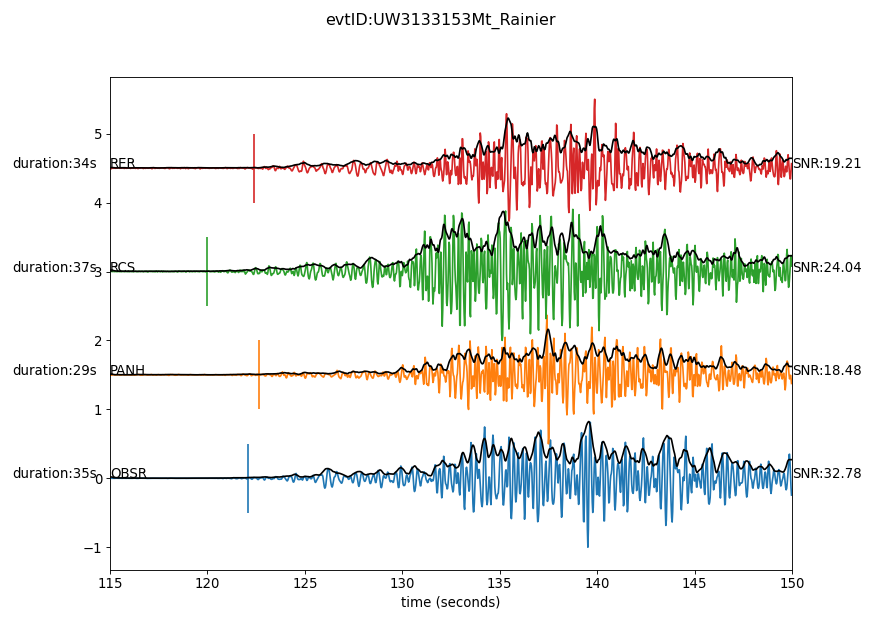 evtID:UW3133153Mt_Rainier
5
duration:34s RER SNR:19.21
4
duration:37s 3 RCS SNR:24.04
2
duration:29s PANH SNR:18.48
1
duration:35s 0 OBSR SNR:32.78
−1
115 120 125 130 135 140 145 150
time (seconds)